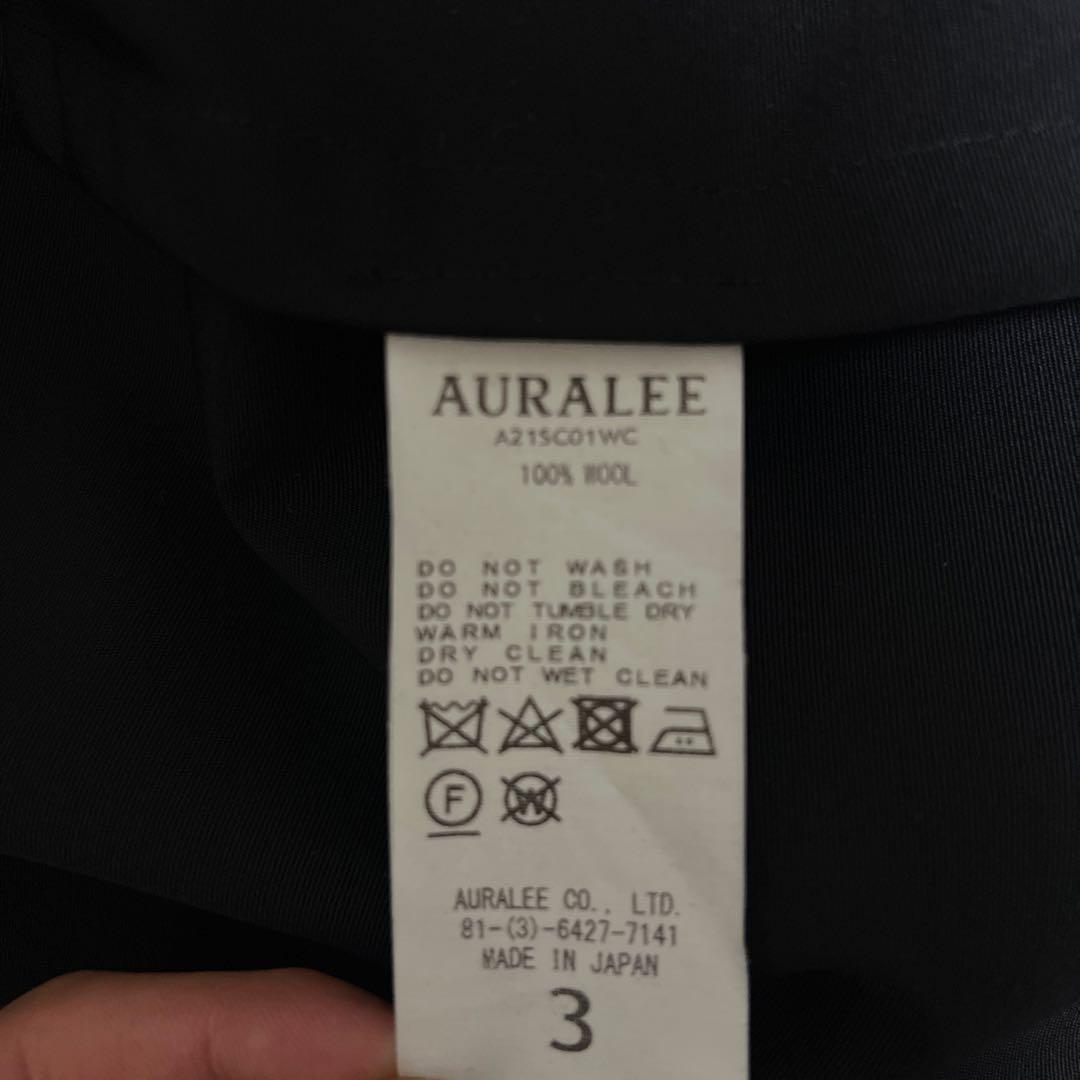 AURALEE
A21SC01WC
100% WOOL
DO NOT WASH
DO NOT BLEACH
DO NOT TUMBLE DRY
WARM IRON
DRY CLEAN
DO NOT WET CLEAN
F W
AURALEE CO., LTD.
81-(3)-6427-7141
MADE IN JAPAN
3